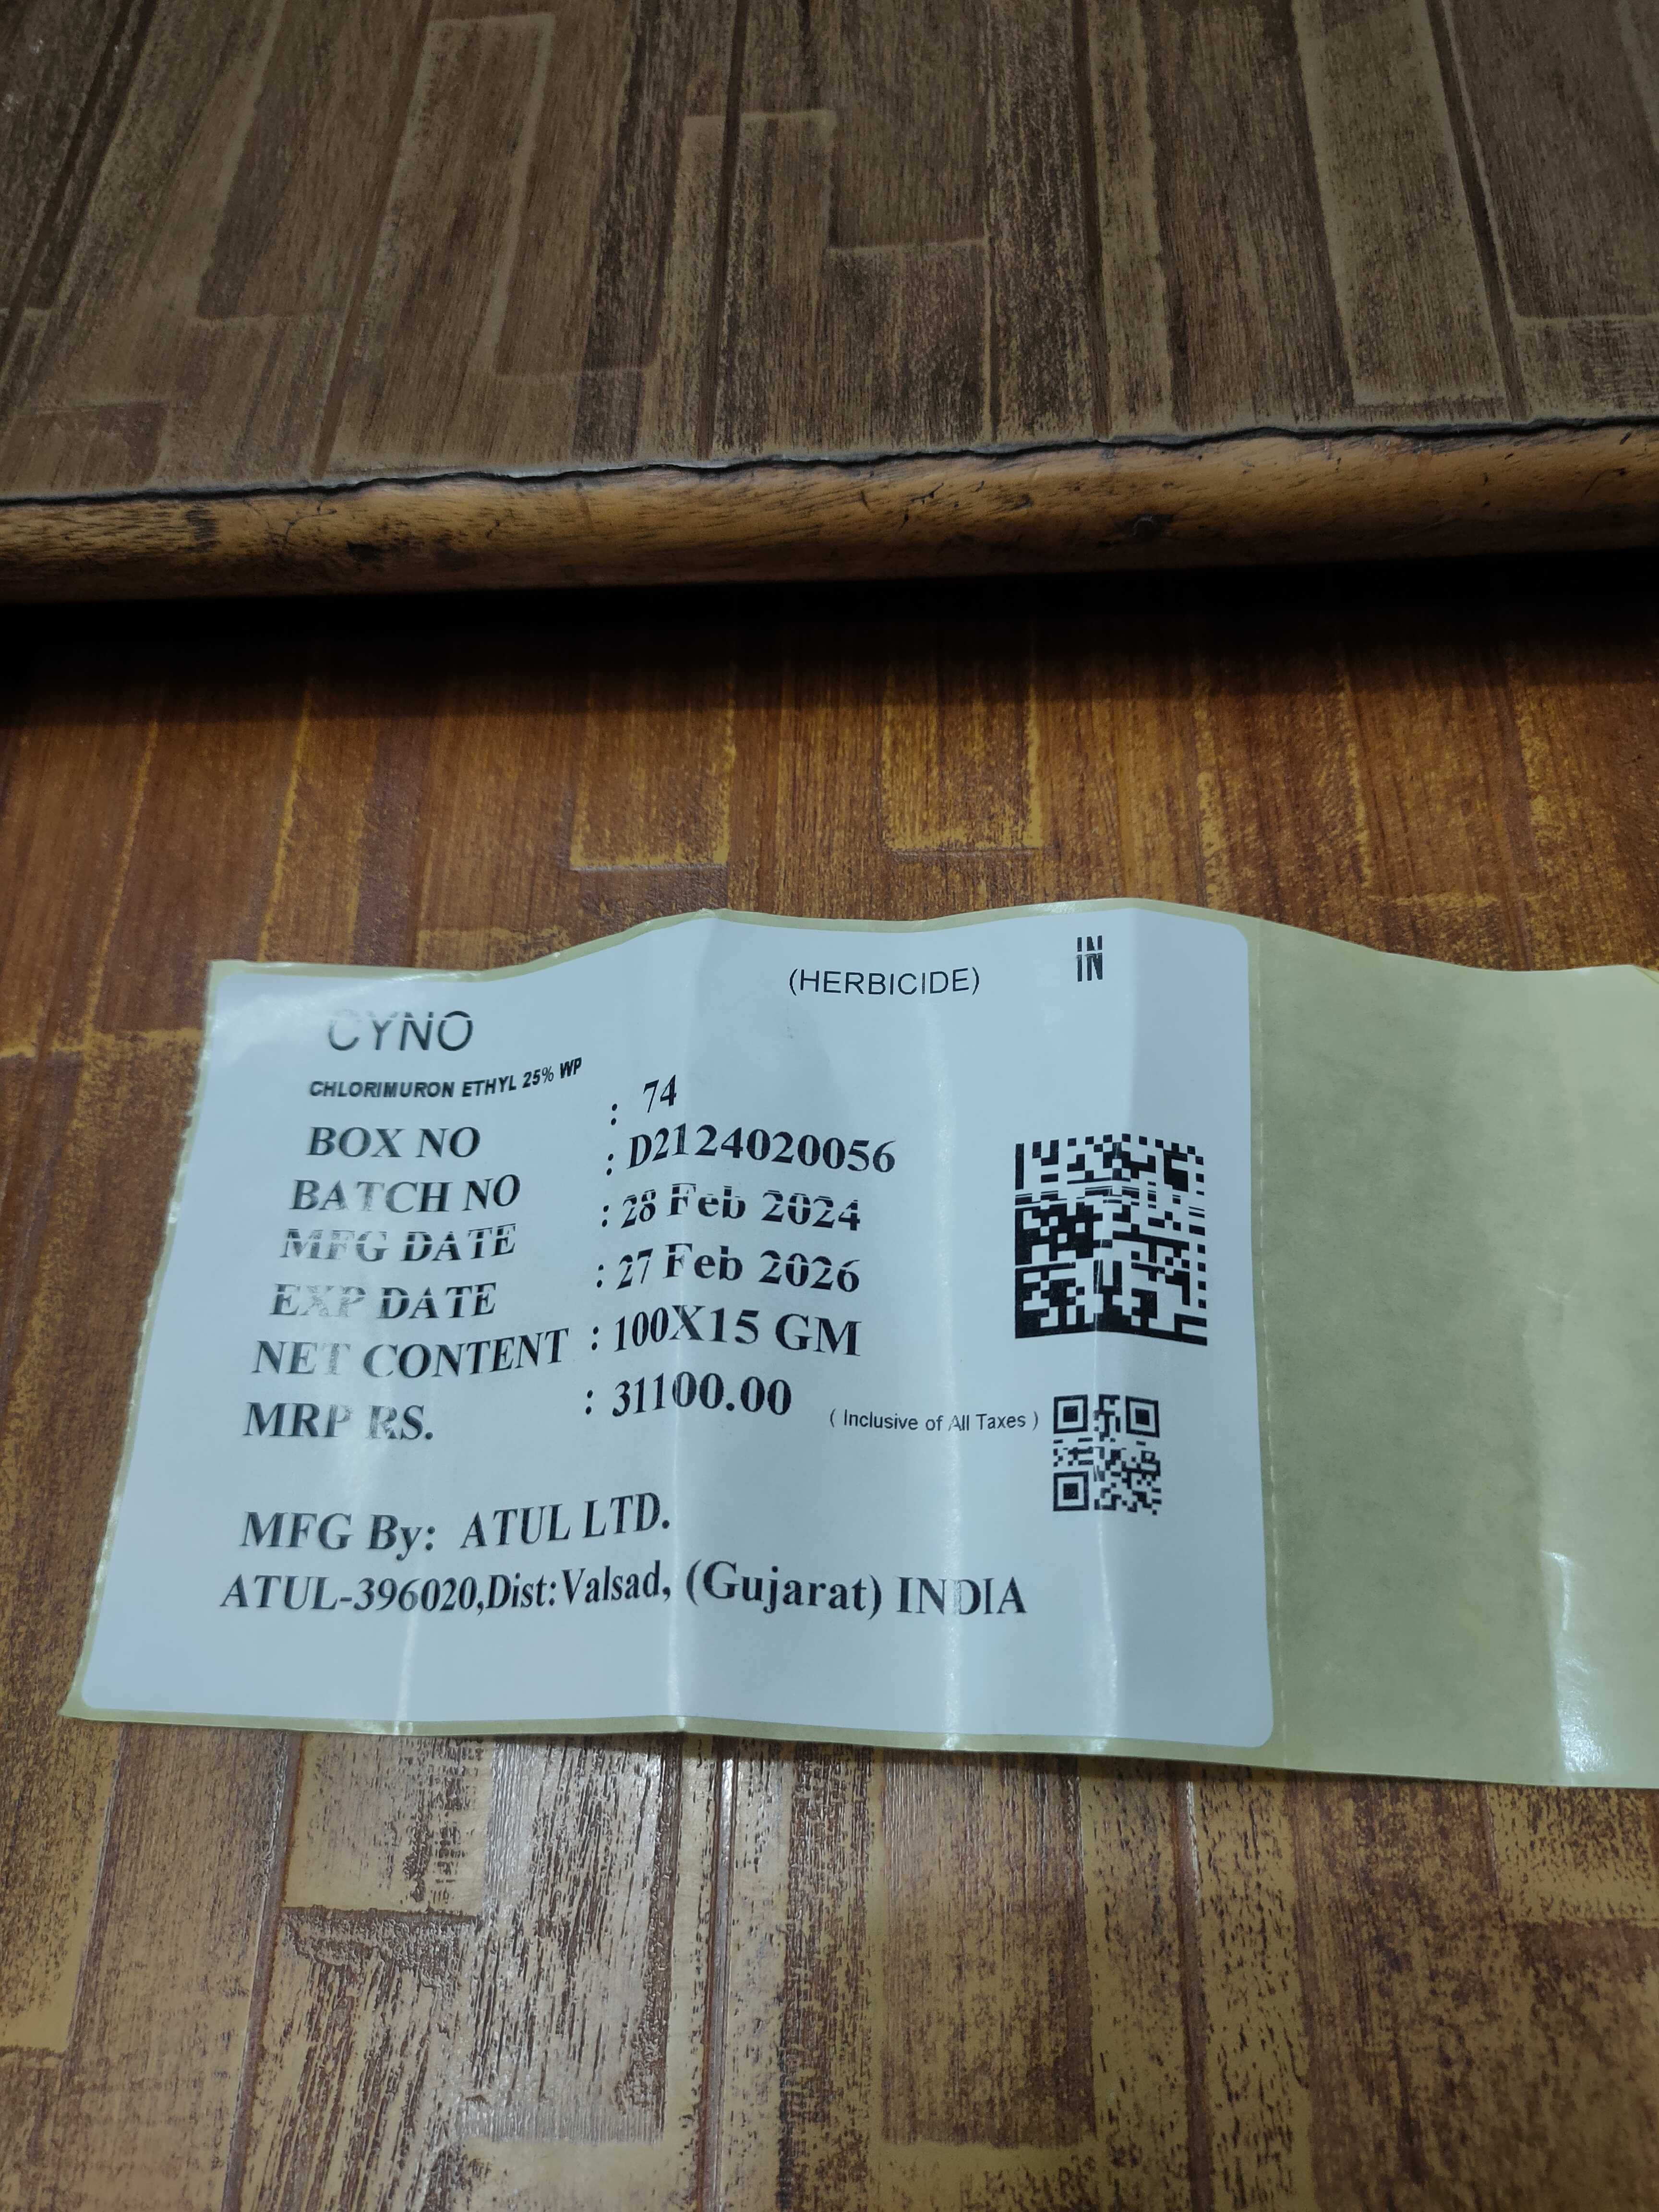 (HERBICIDE)
IN
CYNO
CHLORIMURON ETHYL 25% WP
BOX NO : 74
BATCH NO : D2124020056
MFG DATE : 28 Feb 2024
EXP DATE : 27 Feb 2026
NET CONTENT : 100X15 GM
MRP RS. : 31100.00 ( Inclusive of All Taxes )
MFG By: ATUL LTD.
ATUL-396020,Dist:Valsad, (Gujarat) INDIA